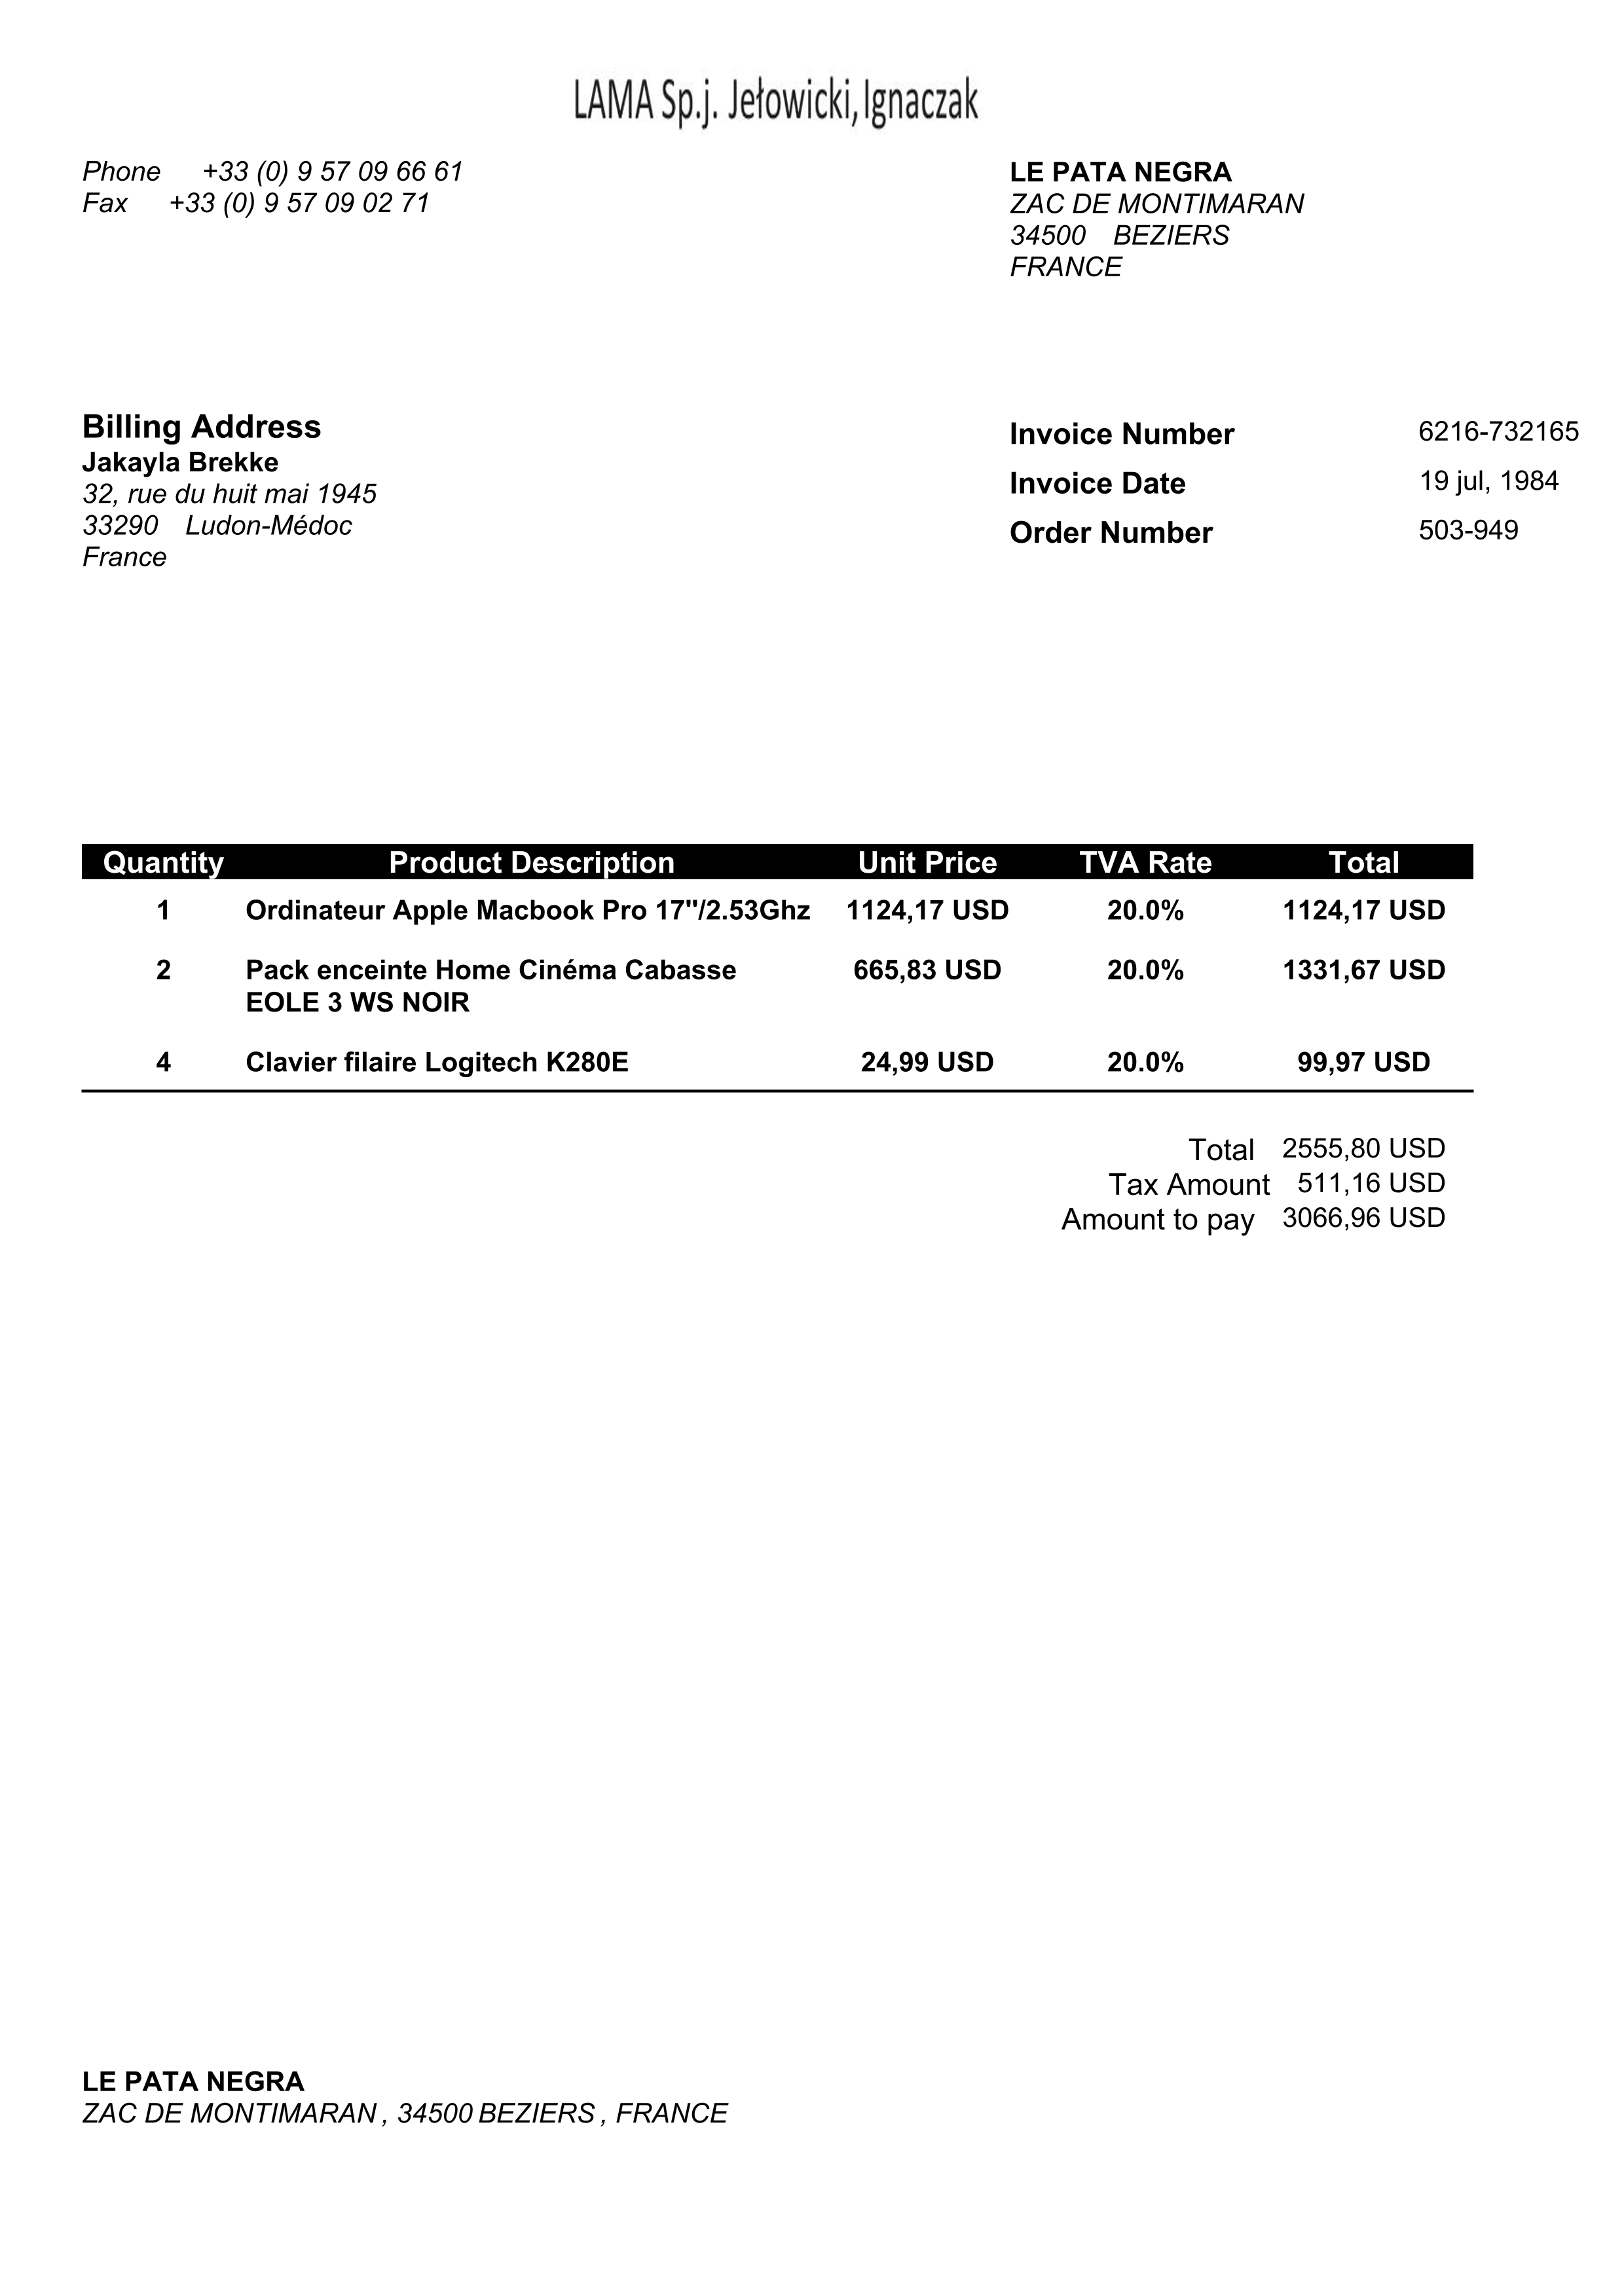 LAMA Sp.j. Jełowicki, Ignaczak
Phone +33 (0) 9 57 09 66 61
Fax +33 (0) 9 57 09 02 71
LE PATA NEGRA
ZAC DE MONTIMARAN
34500 BEZIERS
FRANCE
Billing Address
Jakayla Brekke
32, rue du huit mai 1945
33290 Ludon-Médoc
France
Invoice Number 6216-732165
Invoice Date 19 jul, 1984
Order Number 503-949
Quantity Product Description Unit Price TVA Rate Total
1 Ordinateur Apple Macbook Pro 17"/2.53Ghz 1124,17 USD 20.0% 1124,17 USD
2 Pack enceinte Home Cinéma Cabasse 665,83 USD 20.0% 1331,67 USD
EOLE 3 WS NOIR
4 Clavier filaire Logitech K280E 24,99 USD 20.0% 99,97 USD
Total 2555,80 USD
Tax Amount 511,16 USD
Amount to pay 3066,96 USD
LE PATA NEGRA
ZAC DE MONTIMARAN , 34500 BEZIERS , FRANCE